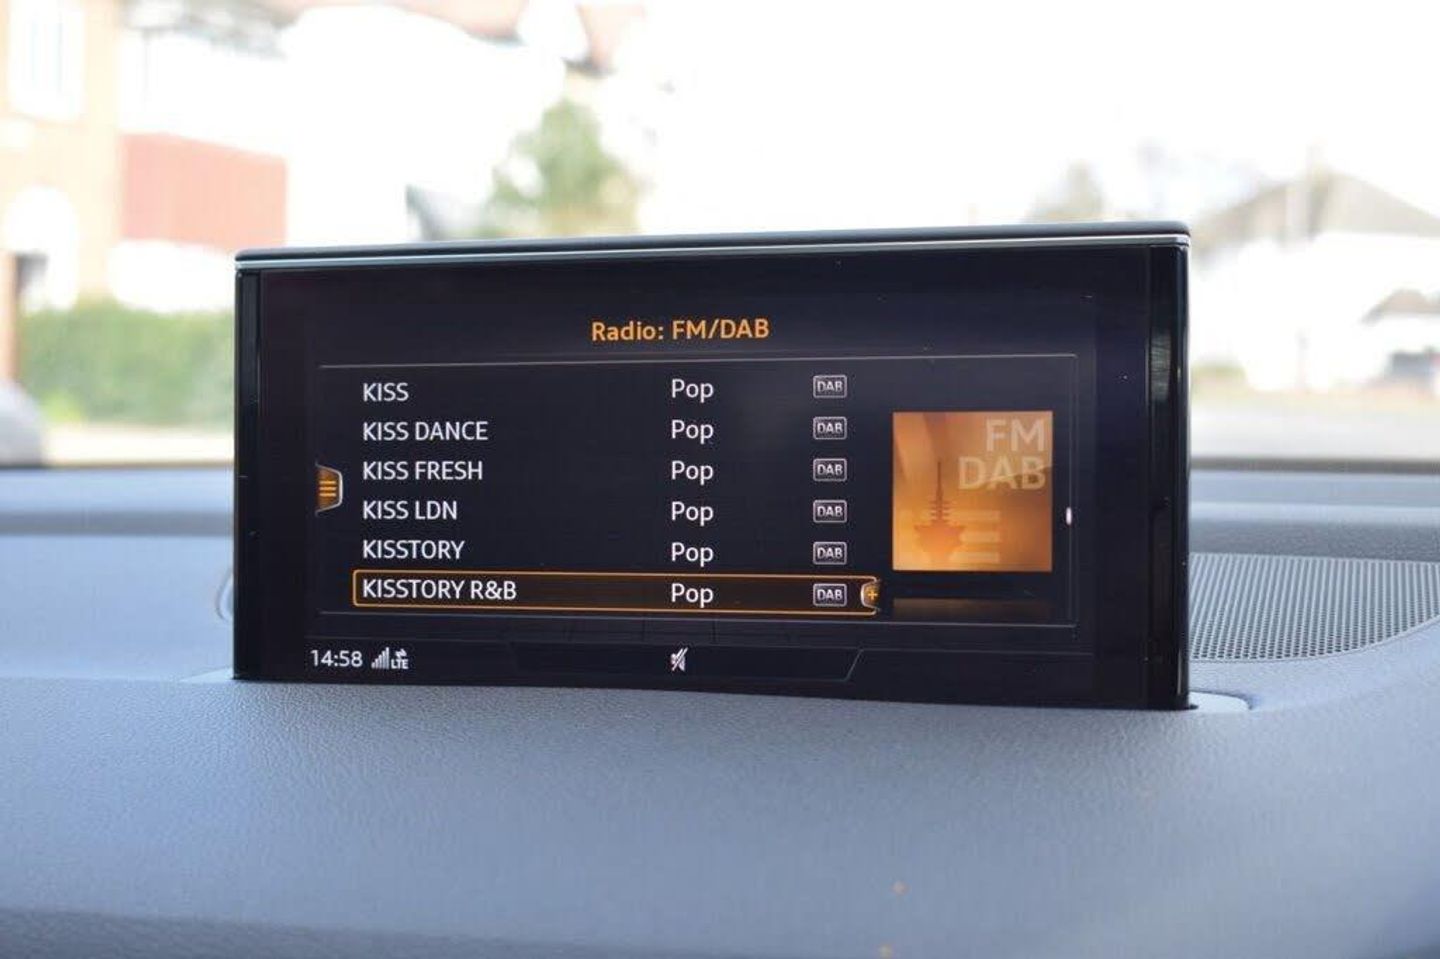 Radio: FM/DAB
KISS Pop DAB
KISS DANCE Pop DAB
KISS FRESH Pop DAB
KISS LDN Pop DAB
KISSTORY Pop DAB
KISSTORY R&B Pop DAB
FM
DAB
14:58 LTE